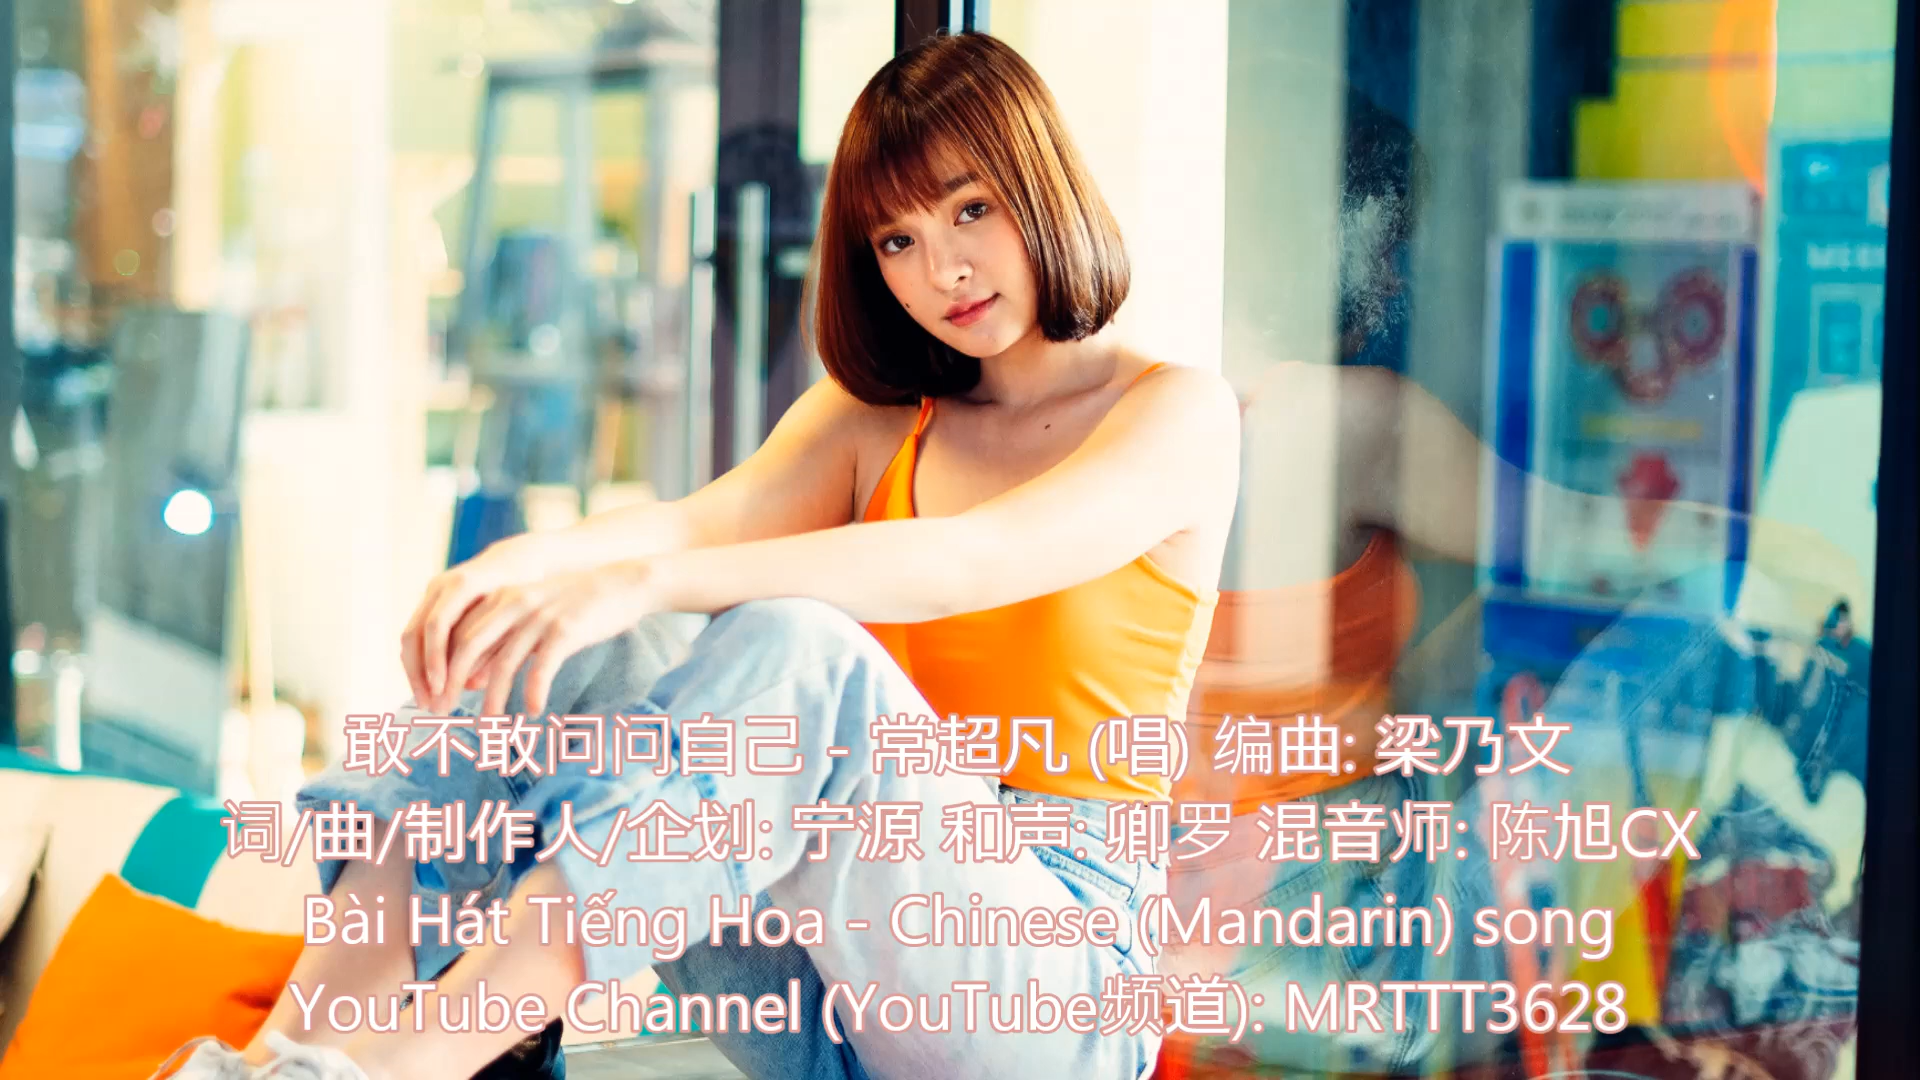 敢不敢问问自己 - 常超凡 (唱) 编曲: 梁乃文
词/曲/制作人/企划: 宁源 和声: 卿罗 混音师: 陈旭CX
Bài Hát Tiếng Hoa - Chinese (Mandarin) song
YouTube Channel (YouTube频道): MRTTT3628